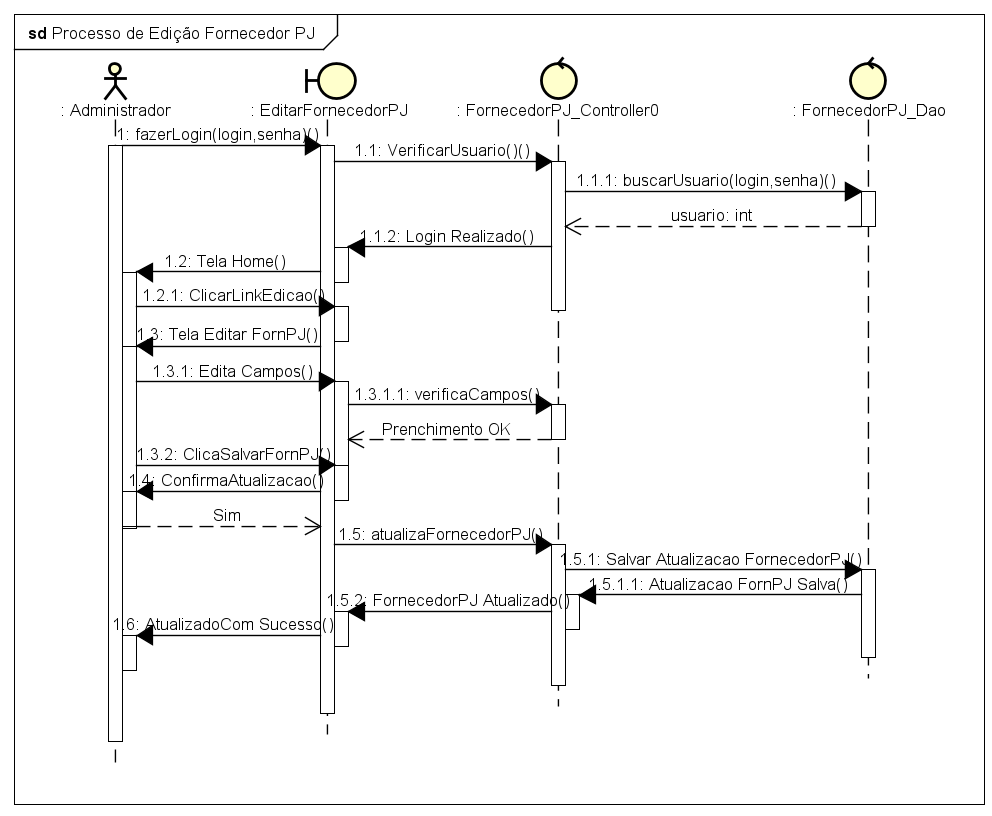 sd Processo de Edição Fornecedor PJ
: Administrador
: EditarFornecedorPJ
: FornecedorPJ_Controller0
: FornecedorPJ_Dao
1: fazerLogin(login,senha)()
1.1: VerificarUsuario()()
1.1.1: buscarUsuario(login,senha)()
usuario: int
1.1.2: Login Realizado()
1.2: Tela Home()
1.2.1: ClicarLinkEdicao()
1.3: Tela Editar FornPJ()
1.3.1: Edita Campos()
1.3.1.1: verificaCampos()
Prenchimento OK
1.3.2: ClicaSalvarFornPJ()
1.4: ConfirmaAtualizacao()
Sim
1.5: atualizaFornecedorPJ()
1.5.1: Salvar Atualizacao FornecedorPJ()
1.5.1.1: Atualizacao FornPJ Salva()
1.5.2: FornecedorPJ Atualizado()
1.6: AtualizadoCom Sucesso()